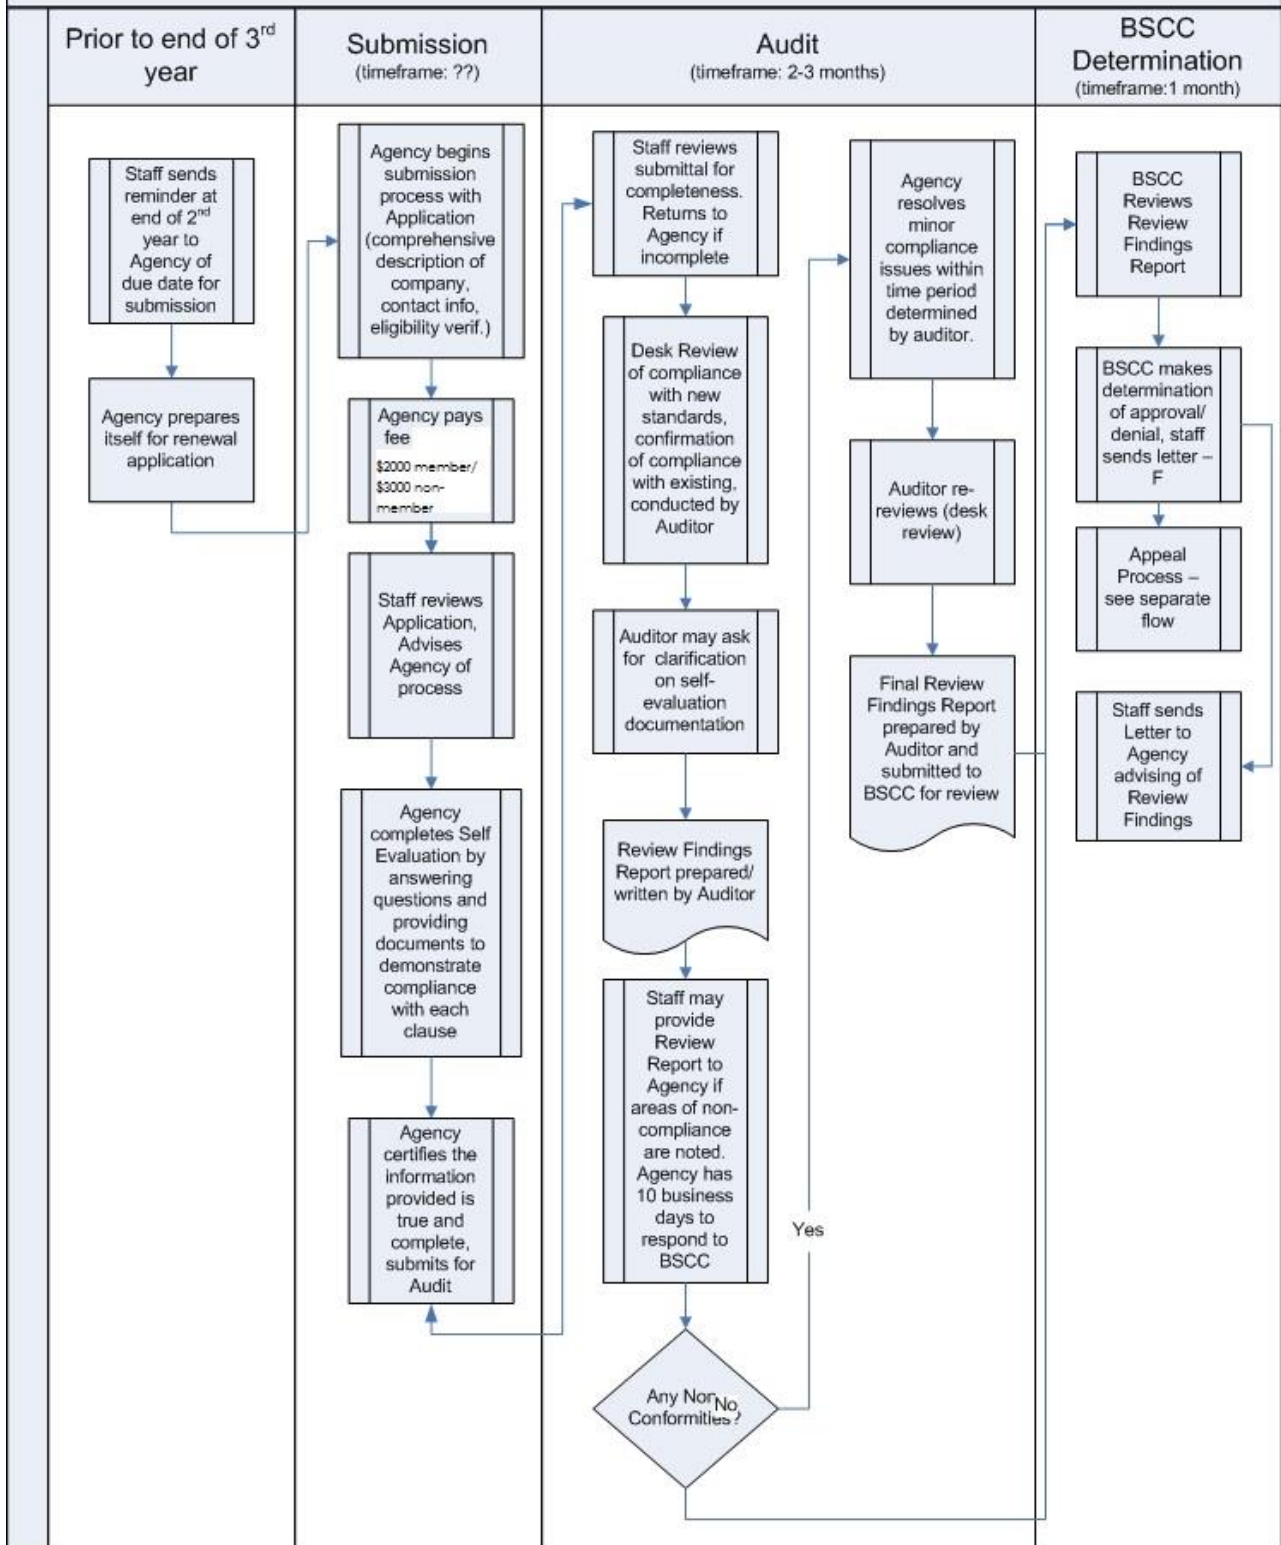 Prior to end of 3rd
year
Submission
(timeframe: ??)
Audit
(timeframe: 2-3 months)
BSCC
Determination
(timeframe:1 month)
Staff sends
reminder at
end of 2nd
year to
Agency of
due date for
submission
Agency prepares
itself for renewal
application
Agency begins
submission
process with
Application
(comprehensive
description of
company,
contact info,
eligibility verif.)
Agency pays
fee
$2000 member/
$3000 non-
member
Staff reviews
Application,
Advises
Agency of
process
Agency
completes Self
Evaluation by
answering
questions and
providing
documents to
demonstrate
compliance
with each
clause
Agency
certifies the
information
provided is
true and
complete,
submits for
Audit
Staff reviews
submittal for
completeness.
Returns to
Agency if
incomplete
Desk Review
of compliance
with new
standards,
confirmation
of compliance
with existing,
conducted by
Auditor
Auditor may ask
for clarification
on self-
evaluation
documentation
Review Findings
Report prepared/
written by Auditor
Staff may
provide
Review
Report to
Agency if
areas of non-
compliance
are noted.
Agency has
10 business
days to
respond to
BSCC
Any Non
Conformities?
No
Yes
Agency
resolves
minor
compliance
issues within
time period
determined
by auditor.
Auditor re-
reviews (desk
review)
Final Review
Findings Report
prepared by
Auditor and
submitted to
BSCC for review
BSCC
Reviews
Review
Findings
Report
BSCC makes
determination
of approval/
denial, staff
sends letter –
F
Appeal
Process –
see separate
flow
Staff sends
Letter to
Agency
advising of
Review
Findings